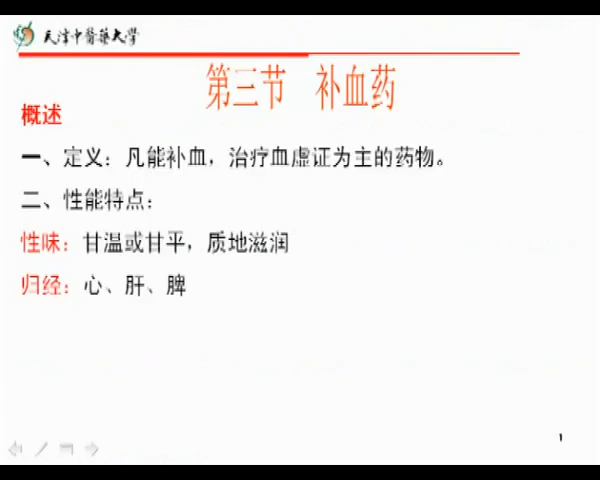 天津中医药大学
第三节 补血药
概述
一、定义：凡能补血，治疗血虚证为主的药物。
二、性能特点：
性味：甘温或甘平，质地滋润
归经：心、肝、脾
1